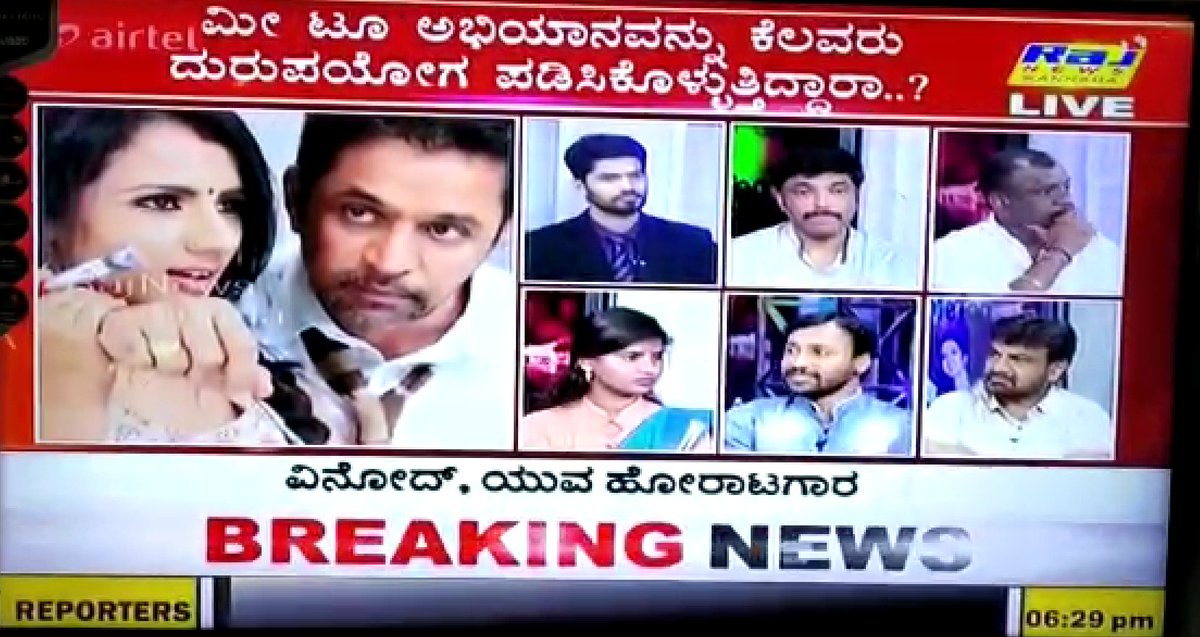 airtel
ಮೀ ಟೂ ಅಭಿಯಾನವನ್ನು ಕೆಲವರು
ದುರುಪಯೋಗ ಪಡಿಸಿಕೊಳ್ಳುತ್ತಿದ್ದಾರಾ..?
Raj
NEWS
KANNADA
LIVE
ವಿನೋದ್, ಯುವ ಹೋರಾಟಗಾರ
BREAKING NEWS
REPORTERS
06:29 pm